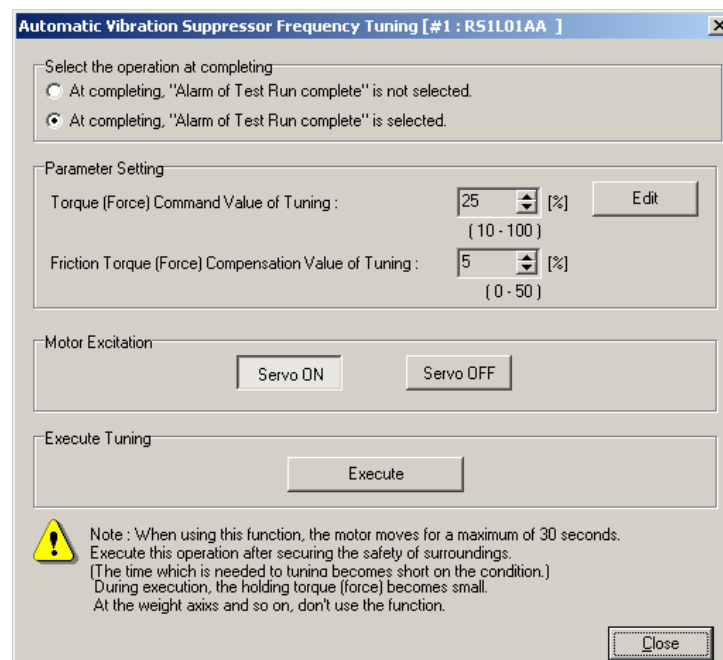 Automatic Vibration Suppressor Frequency Tuning [#1 : RS1L01AA ]
Select the operation at completing
At completing, "Alarm of Test Run complete" is not selected.
At completing, "Alarm of Test Run complete" is selected.
Parameter Setting
Torque (Force) Command Value of Tuning : 25 [%] Edit
( 10 - 100 )
Friction Torque (Force) Compensation Value of Tuning : 5 [%]
( 0 - 50 )
Motor Excitation
Servo ON Servo OFF
Execute Tuning
Execute
Note : When using this function, the motor moves for a maximum of 30 seconds.
Execute this operation after securing the safety of surroundings.
(The time which is needed to tuning becomes short on the condition.)
During execution, the holding torque (force) becomes small.
At the weight axixs and so on, don't use the function.
Close